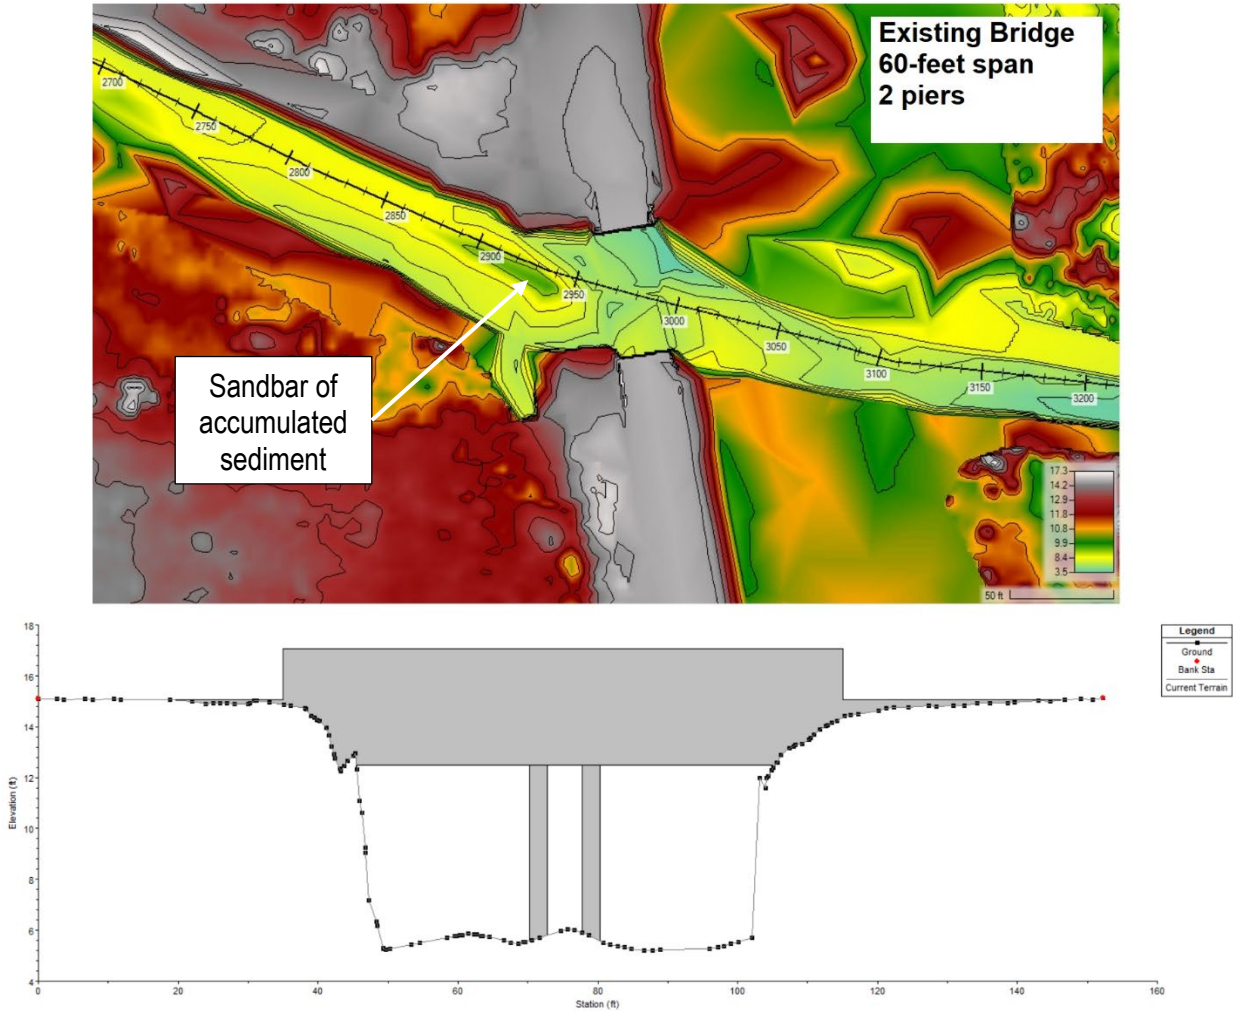 Existing Bridge
60-feet span
2 piers
2700
2750
2800
2850
2900
2950
3000
3050
3100
3150
3200
Sandbar of
accumulated
sediment
17.3
14.2
12.9
11.8
10.8
9.9
8.4
3.5
50 ft
18
16
14
12
10
8
6
4
Elevation (ft)
0
20
40
60
80
100
120
140
160
Station (ft)
Legend
Ground
Bank Sta
Current Terrain